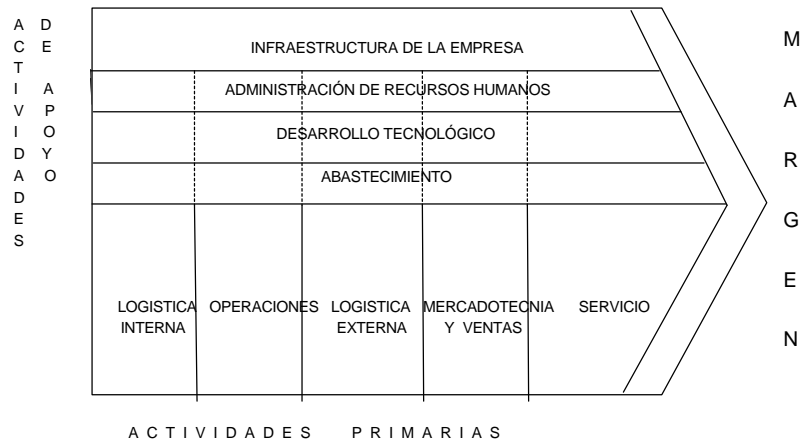 ACTIVIDADES
DE APOYO
INFRAESTRUCTURA DE LA EMPRESA
ADMINISTRACIÓN DE RECURSOS HUMANOS
DESARROLLO TECNOLÓGICO
ABASTECIMIENTO
LOGISTICA INTERNA
OPERACIONES
LOGISTICA EXTERNA
MERCADOTECNIA Y VENTAS
SERVICIO
MARGEN
ACTIVIDADES PRIMARIAS